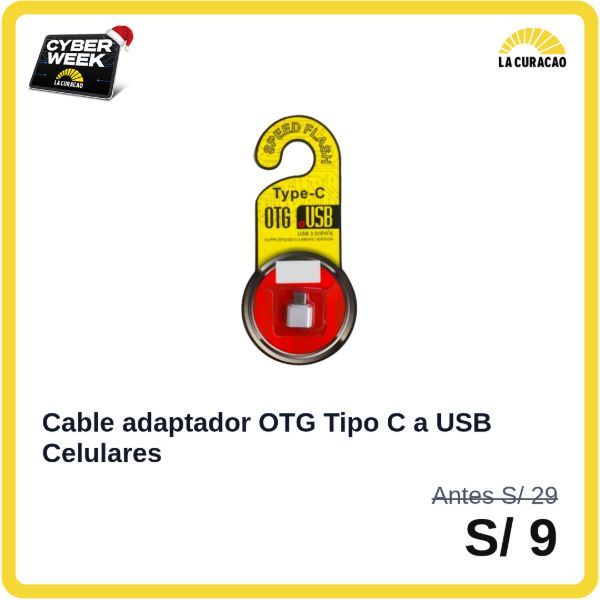 CYBER
WEEK
LA CURACAO
LA CURACAO
SPEED FLASH
Type-C
OTG USB
Cable adaptador OTG Tipo C a USB
Celulares
Antes S/ 29
S/ 9